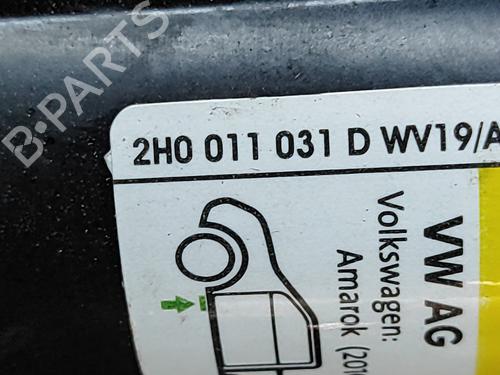 B-PARTS
2H0 011 031 D WV19/A
VW AG
Volkswagen:
Amarok (201